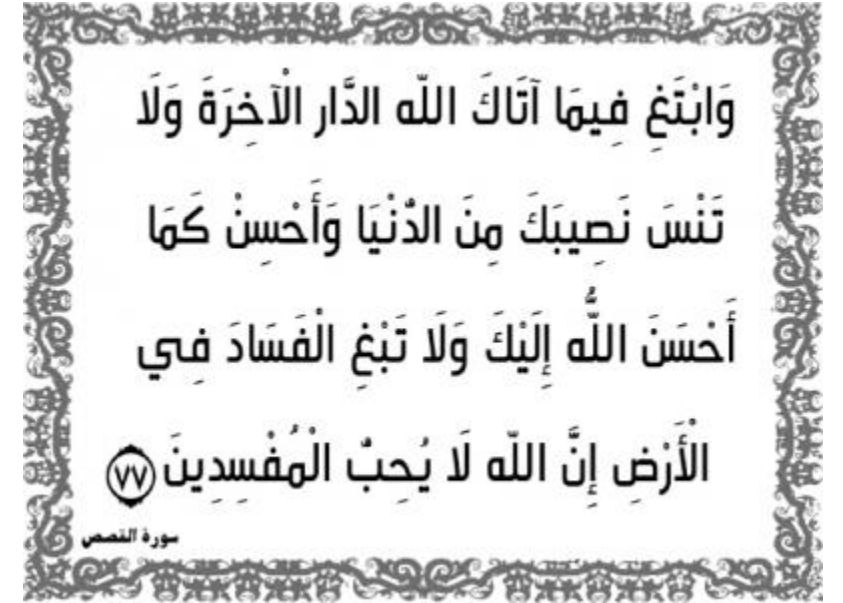 وَابْتَغِ فِيمَا آتَاكَ اللّه الدَّار الْآخِرَةَ وَلَا
تَنْسَ نَصِيبَكَ مِنَ الدُّنْيَا وَأَحْسِنْ كَمَا
أَحْسَنَ اللُّه إِلَيْكَ وَلَا تَبْغِ الْفَسَادَ فِي
الْأَرْضِ إِنَّ اللّه لَا يُحِبُّ الْمُفْسِدِينَ ٧٧
سورة القصص